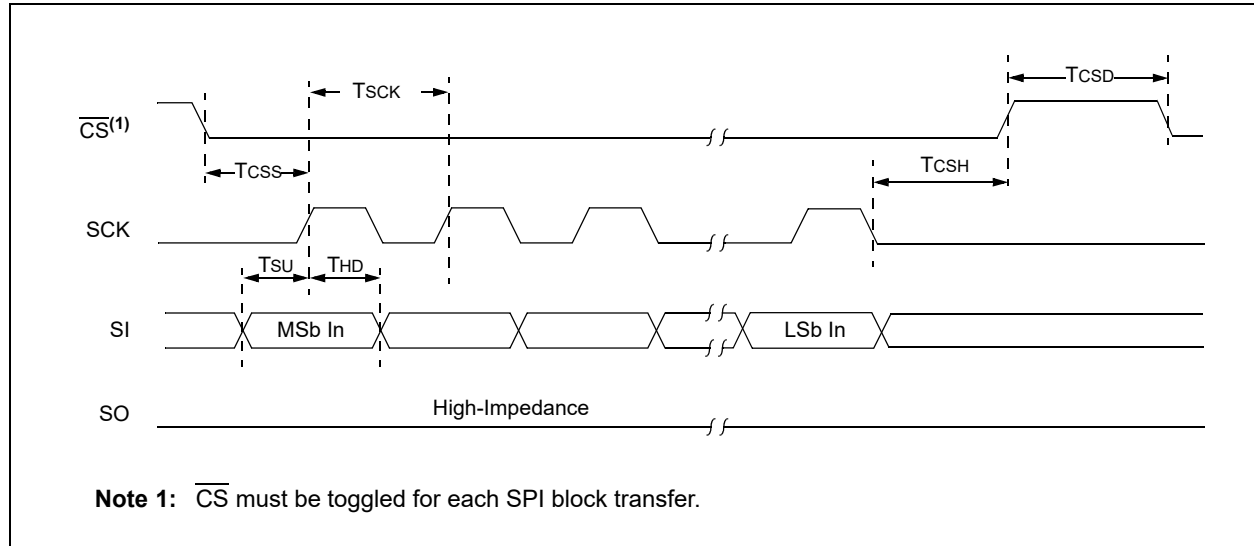 TCSD
TSCK
CS(1)
TCSS
TCSH
SCK
TSU
THD
SI
MSb In
LSb In
SO
High-Impedance
Note 1: CS must be toggled for each SPI block transfer.